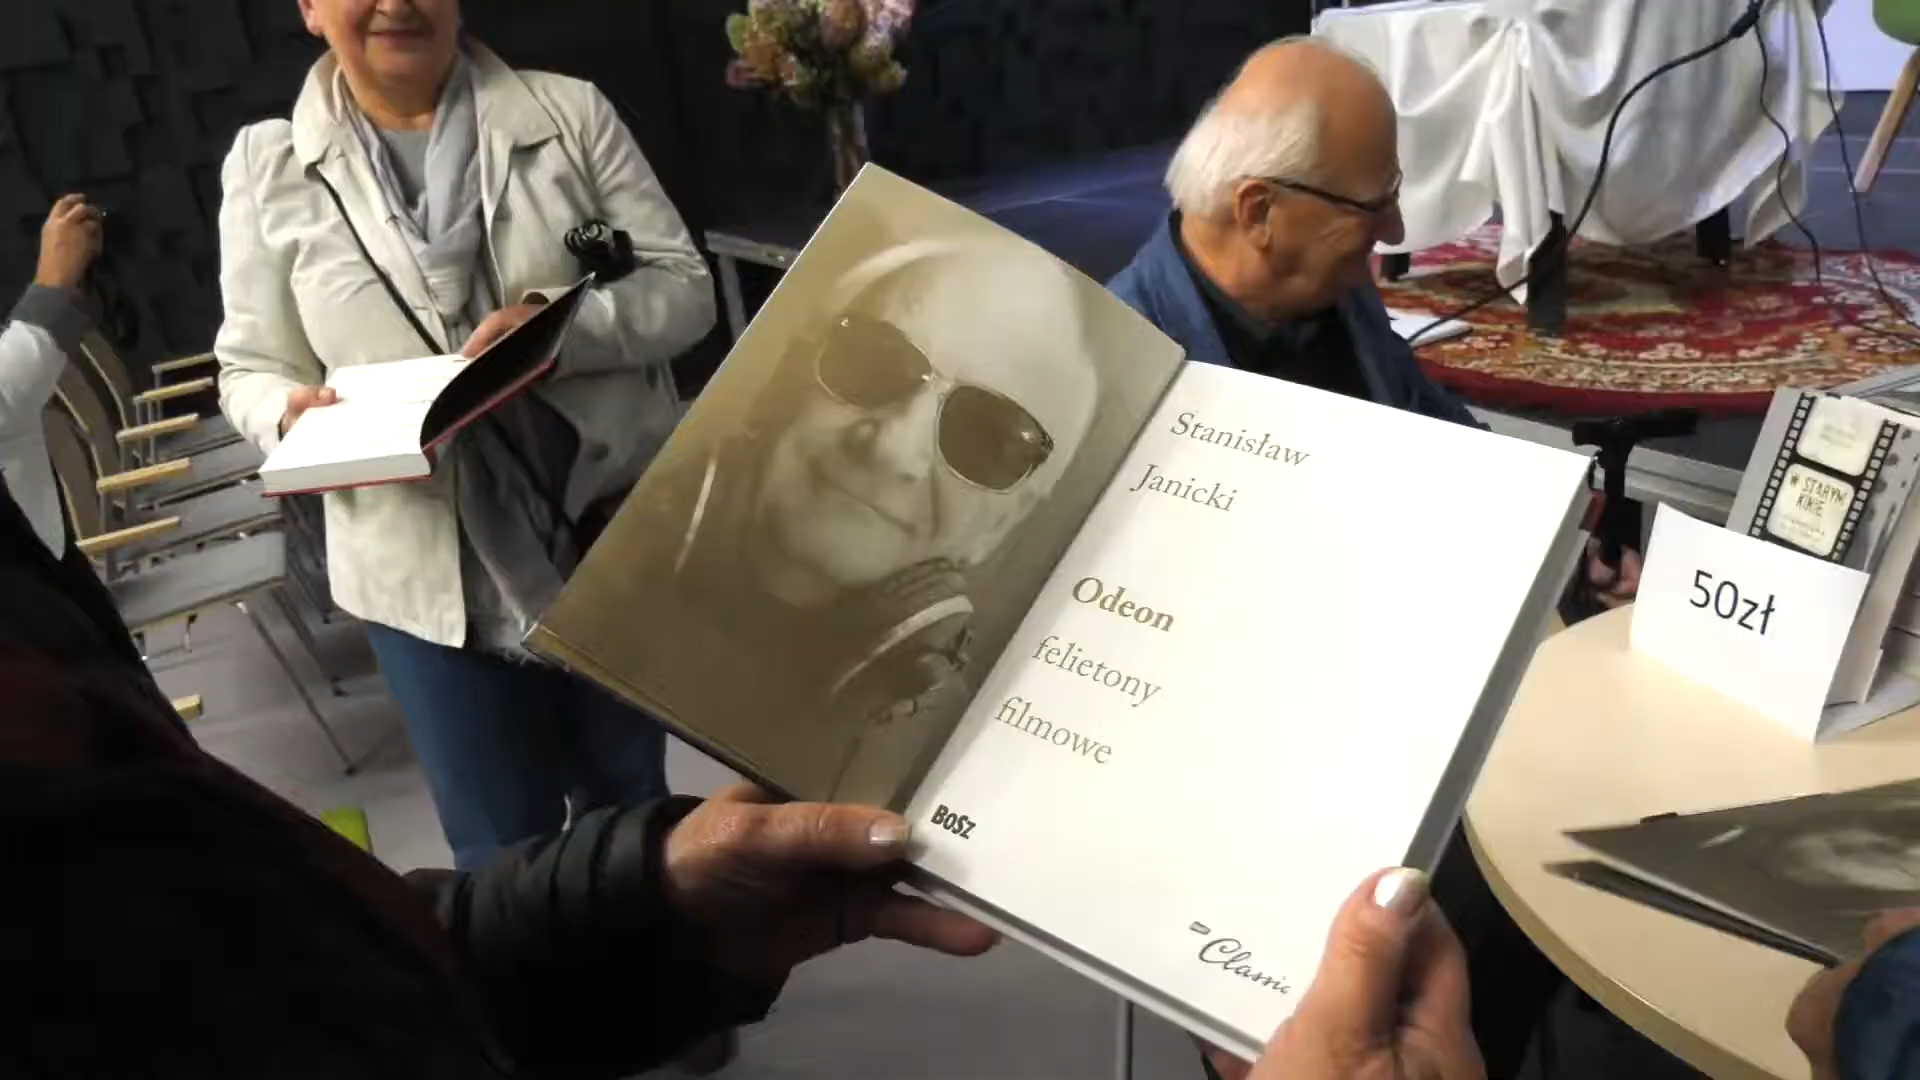 Stanisław
Janicki
Odeon
felietony
filmowe
BOSZ
Classic
50zł
W STARYM
KINIE